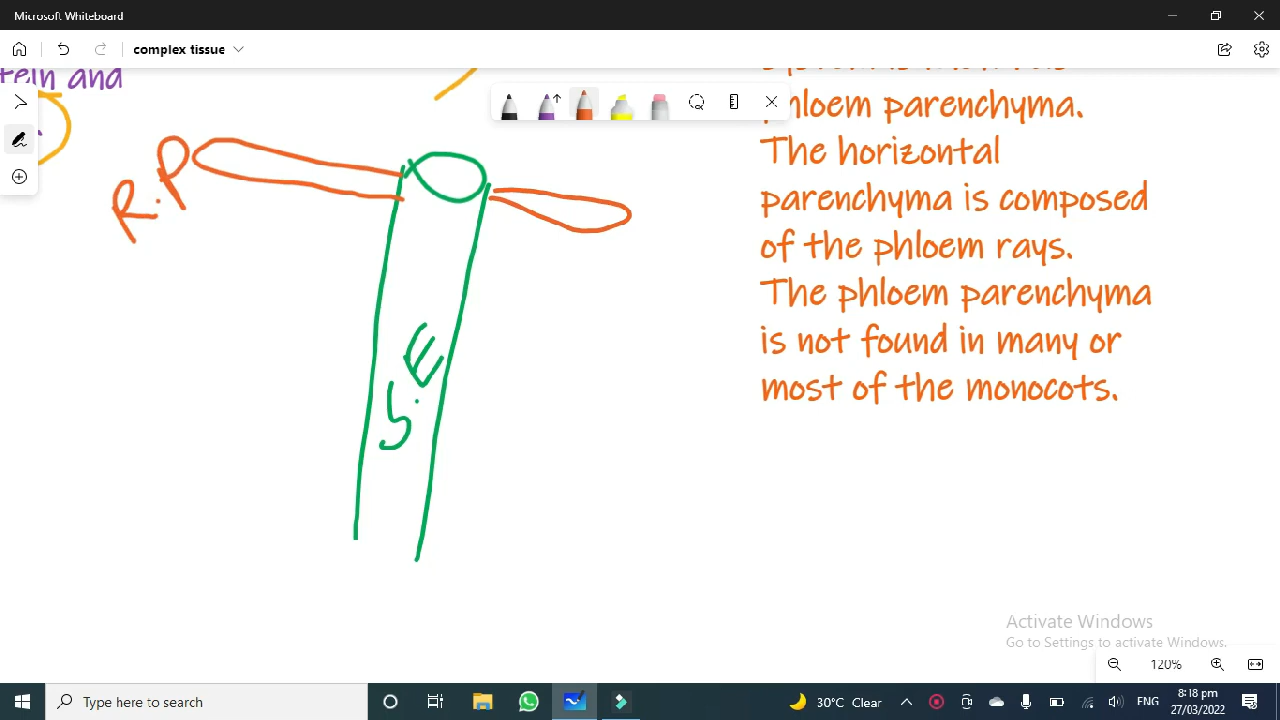 Microsoft Whiteboard
complex tissue
tein and
phloem parenchyma.
The horizontal
parenchyma is composed
of the phloem rays.
The phloem parenchyma
is not found in many or
most of the monocots.
R.P
S.E
Activate Windows
Go to Settings to activate Windows.
120%
Type here to search
30°C Clear
ENG
8:18 pm
27/03/2022